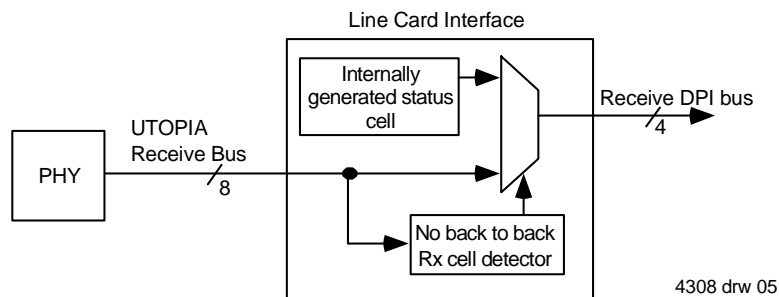 Line Card Interface
Internally
generated status
cell
Receive DPI bus
4
UTOPIA
Receive Bus
8
PHY
No back to back
Rx cell detector
4308 drw 05